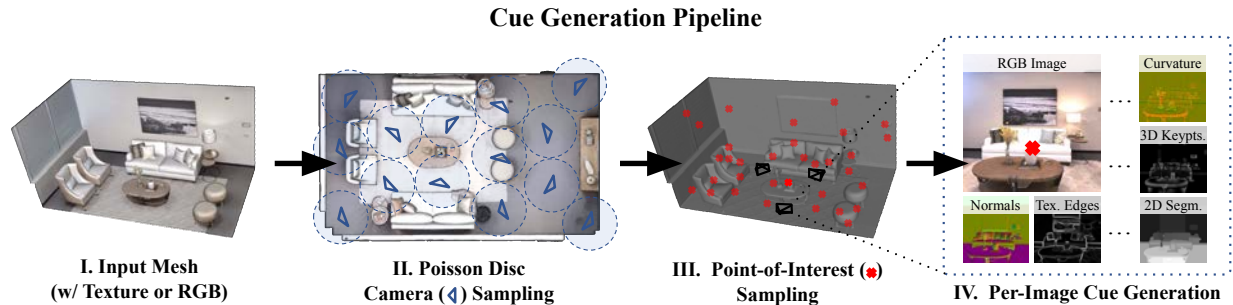 Cue Generation Pipeline
RGB Image
Curvature
...
3D Keypts.
...
Normals
Tex. Edges
...
2D Segm.
I. Input Mesh
(w/ Texture or RGB)
II. Poisson Disc
Camera ( ) Sampling
III. Point-of-Interest ( )
Sampling
IV. Per-Image Cue Generation